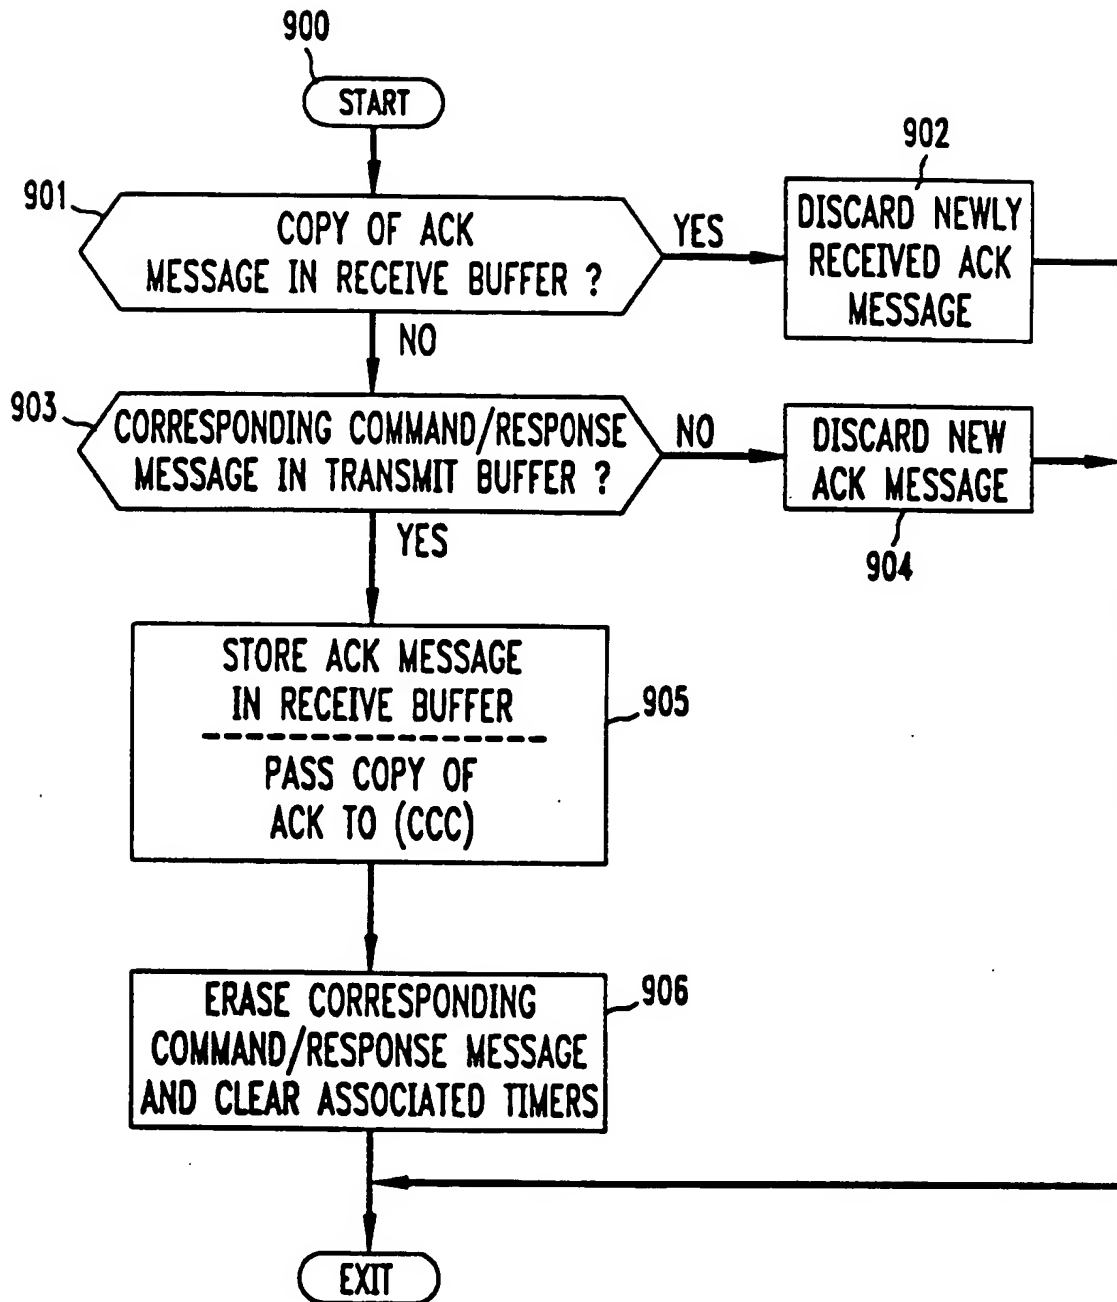 900
START
901
COPY OF ACK
MESSAGE IN RECEIVE BUFFER ?
YES
902
DISCARD NEWLY
RECEIVED ACK
MESSAGE
NO
903
CORRESPONDING COMMAND/RESPONSE
MESSAGE IN TRANSMIT BUFFER ?
NO
DISCARD NEW
ACK MESSAGE
904
YES
STORE ACK MESSAGE
IN RECEIVE BUFFER
PASS COPY OF
ACK TO (CCC)
905
ERASE CORRESPONDING
COMMAND/RESPONSE MESSAGE
AND CLEAR ASSOCIATED TIMERS
906
EXIT